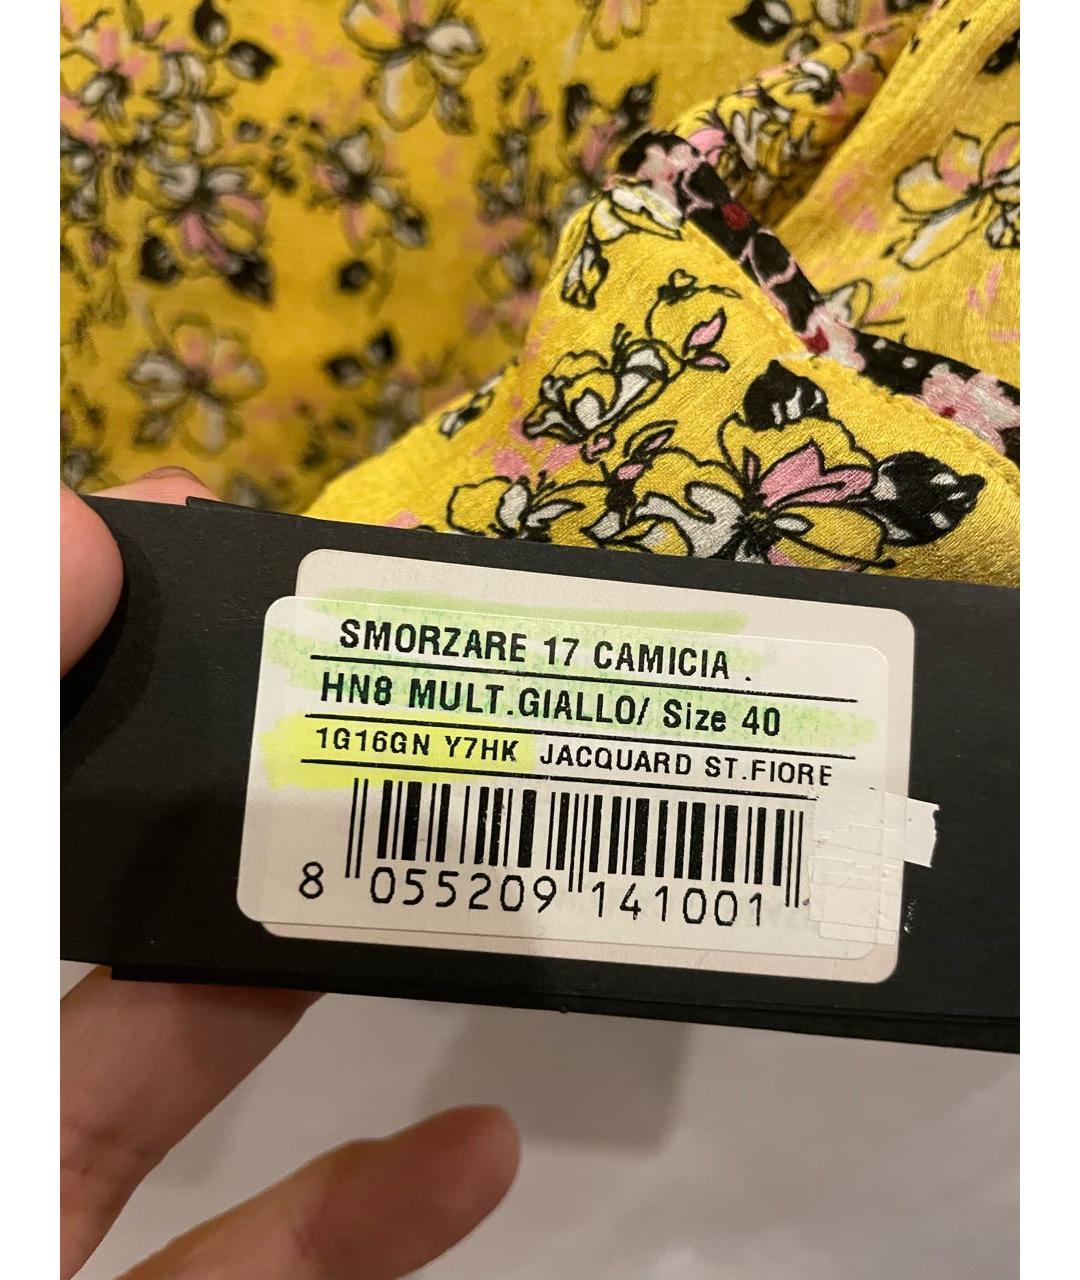 SMORZARE 17 CAMICIA .
HN8 MULT.GIALLO/ Size 40
1G16GN Y7HK JACQUARD ST.FIORE
8 055209 141001